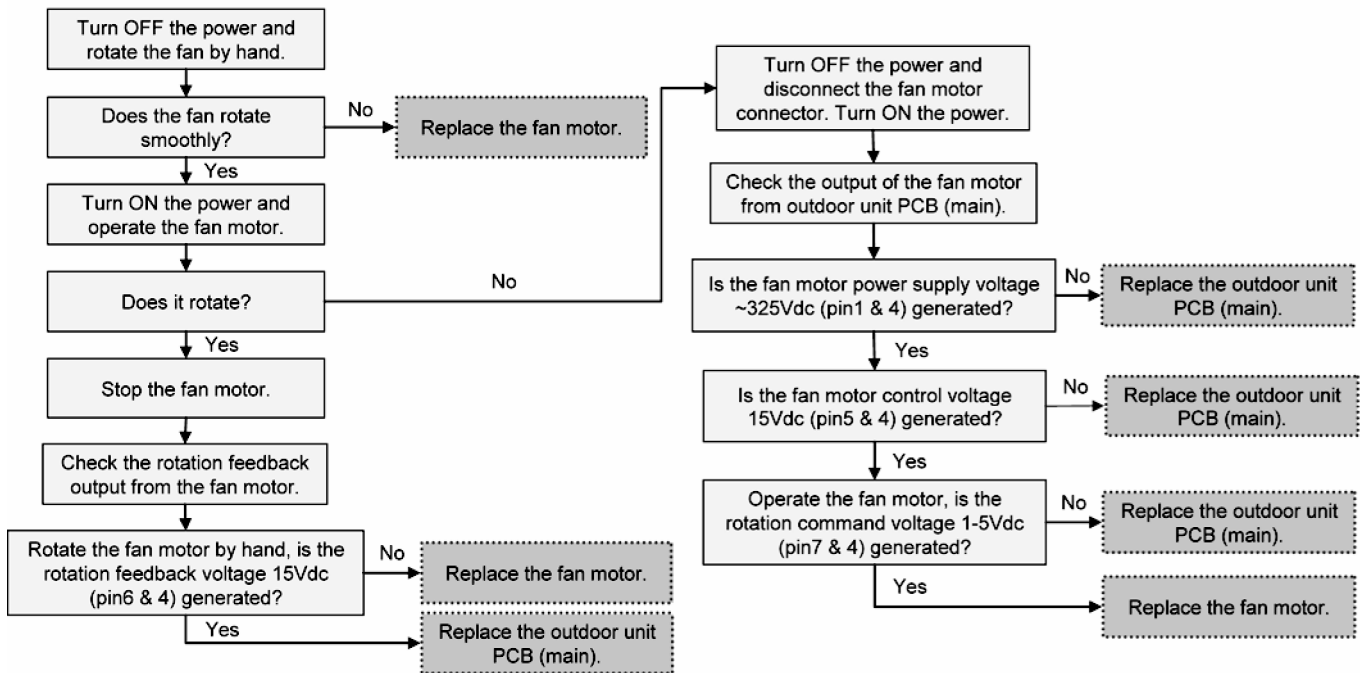 Turn OFF the power and
rotate the fan by hand.
Does the fan rotate
smoothly?
No
Replace the fan motor.
Yes
Turn ON the power and
operate the fan motor.
Does it rotate?
No
Yes
Stop the fan motor.
Check the rotation feedback
output from the fan motor.
Rotate the fan motor by hand, is the
rotation feedback voltage 15Vdc
(pin6 & 4) generated?
No
Replace the fan motor.
Yes
Replace the outdoor unit
PCB (main).
Turn OFF the power and
disconnect the fan motor
connector. Turn ON the power.
Check the output of the fan motor
from outdoor unit PCB (main).
Is the fan motor power supply voltage
~325Vdc (pin1 & 4) generated?
No
Replace the outdoor unit
PCB (main).
Yes
Is the fan motor control voltage
15Vdc (pin5 & 4) generated?
No
Replace the outdoor unit
PCB (main).
Yes
Operate the fan motor, is the
rotation command voltage 1-5Vdc
(pin7 & 4) generated?
No
Replace the outdoor unit
PCB (main).
Yes
Replace the fan motor.